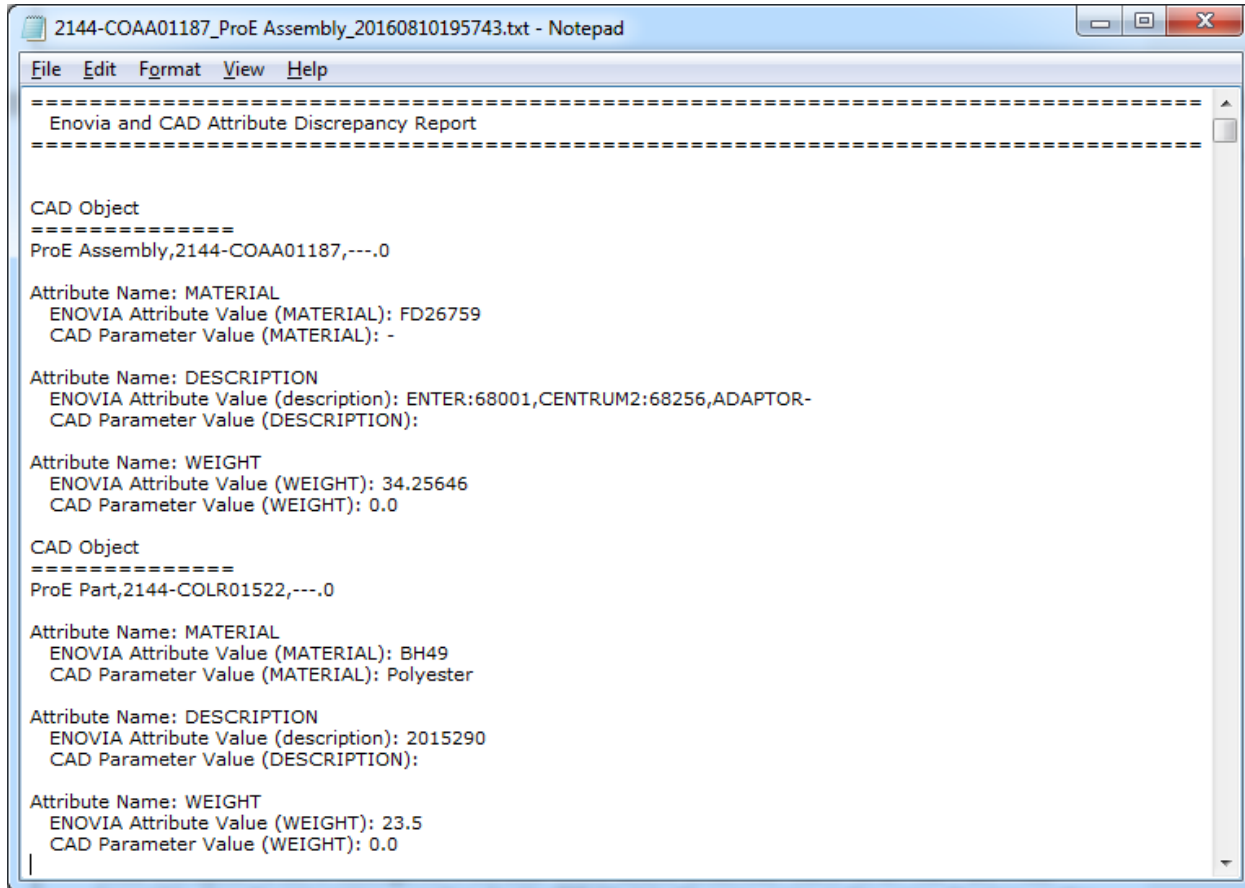 2144-COAA01187_ProE Assembly_20160810195743.txt - Notepad
File Edit Format View Help
================================================================================
Enovia and CAD Attribute Discrepancy Report
================================================================================
CAD Object
==============
ProE Assembly,2144-COAA01187,---.0
Attribute Name: MATERIAL
ENOVIA Attribute Value (MATERIAL): FD26759
CAD Parameter Value (MATERIAL): -
Attribute Name: DESCRIPTION
ENOVIA Attribute Value (description): ENTER:68001,CENTRUM2:68256,ADAPTOR-
CAD Parameter Value (DESCRIPTION):
Attribute Name: WEIGHT
ENOVIA Attribute Value (WEIGHT): 34.25646
CAD Parameter Value (WEIGHT): 0.0
CAD Object
==============
ProE Part,2144-COLR01522,---.0
Attribute Name: MATERIAL
ENOVIA Attribute Value (MATERIAL): BH49
CAD Parameter Value (MATERIAL): Polyester
Attribute Name: DESCRIPTION
ENOVIA Attribute Value (description): 2015290
CAD Parameter Value (DESCRIPTION):
Attribute Name: WEIGHT
ENOVIA Attribute Value (WEIGHT): 23.5
CAD Parameter Value (WEIGHT): 0.0